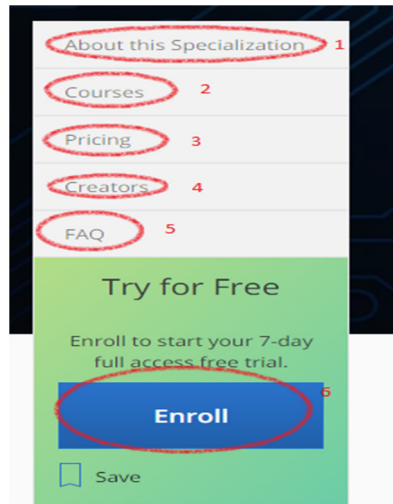 About this Specialization 1
Courses 2
Pricing 3
Creators 4
FAQ 5
Try for Free
Enroll to start your 7-day
full access free trial.
6
Enroll
Save